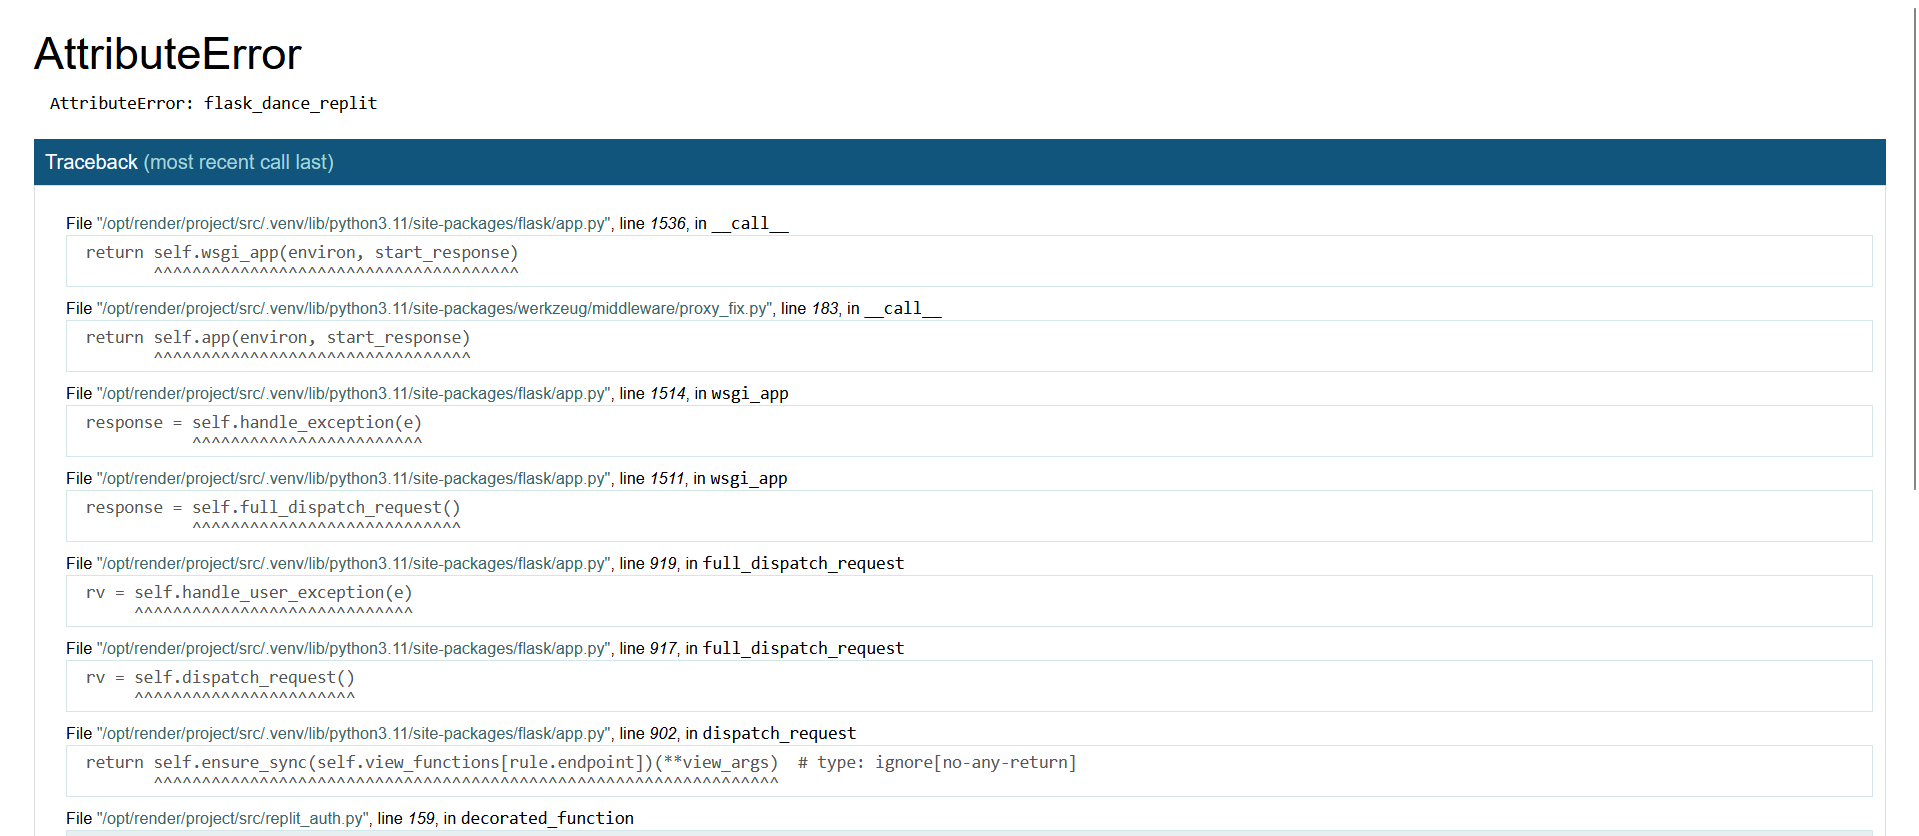 AttributeError
AttributeError: flask_dance_replit
Traceback (most recent call last)
File "/opt/render/project/src/.venv/lib/python3.11/site-packages/flask/app.py", line 1536, in __call__
return self.wsgi_app(environ, start_response)
^^^^^^^^^^^^^^^^^^^^^^^^^^^^^^^^^^^^^^
File "/opt/render/project/src/.venv/lib/python3.11/site-packages/werkzeug/middleware/proxy_fix.py", line 183, in __call__
return self.app(environ, start_response)
^^^^^^^^^^^^^^^^^^^^^^^^^^^^^^^^^
File "/opt/render/project/src/.venv/lib/python3.11/site-packages/flask/app.py", line 1514, in wsgi_app
response = self.handle_exception(e)
^^^^^^^^^^^^^^^^^^^^^^^^
File "/opt/render/project/src/.venv/lib/python3.11/site-packages/flask/app.py", line 1511, in wsgi_app
response = self.full_dispatch_request()
^^^^^^^^^^^^^^^^^^^^^^^^^^^^
File "/opt/render/project/src/.venv/lib/python3.11/site-packages/flask/app.py", line 919, in full_dispatch_request
rv = self.handle_user_exception(e)
^^^^^^^^^^^^^^^^^^^^^^^^^^^^^
File "/opt/render/project/src/.venv/lib/python3.11/site-packages/flask/app.py", line 917, in full_dispatch_request
rv = self.dispatch_request()
^^^^^^^^^^^^^^^^^^^^^^^
File "/opt/render/project/src/.venv/lib/python3.11/site-packages/flask/app.py", line 902, in dispatch_request
return self.ensure_sync(self.view_functions[rule.endpoint])(**view_args)  # type: ignore[no-any-return]
^^^^^^^^^^^^^^^^^^^^^^^^^^^^^^^^^^^^^^^^^^^^^^^^^^^^^^^^^^^^^^^^^
File "/opt/render/project/src/replit_auth.py", line 159, in decorated_function